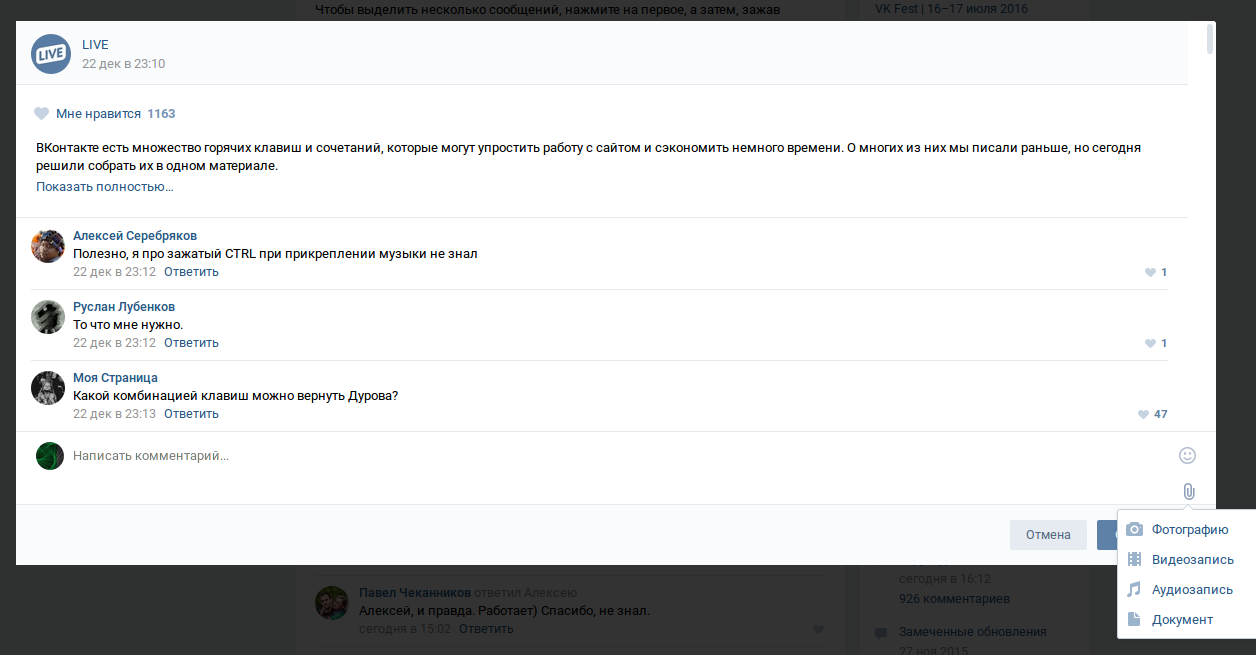 Чтобы выделить несколько сообщений, нажмите на первое, а затем, зажав
VK Fest | 16–17 июля 2016
LIVE
LIVE
22 дек в 23:10
Мне нравится 1163
ВКонтакте есть множество горячих клавиш и сочетаний, которые могут упростить работу с сайтом и сэкономить немного времени. О многих из них мы писали раньше, но сегодня
решили собрать их в одном материале.
Показать полностью...
Алексей Серебряков
Полезно, я про зажатый CTRL при прикреплении музыки не знал
22 дек в 23:12 Ответить
1
Руслан Лубенков
То что мне нужно.
22 дек в 23:12 Ответить
1
Моя Страница
Какой комбинацией клавиш можно вернуть Дурова?
22 дек в 23:13 Ответить
47
Написать комментарий...
Отмена
Фотографию
Видеозапись
Аудиозапись
Документ
Павел Чеканников ответил Алексею
Алексей, и правда. Работает) Спасибо, не знал.
сегодня в 15:02 Ответить
сегодня в 16:12
926 комментариев
Замеченные обновления
27 ноя 2015